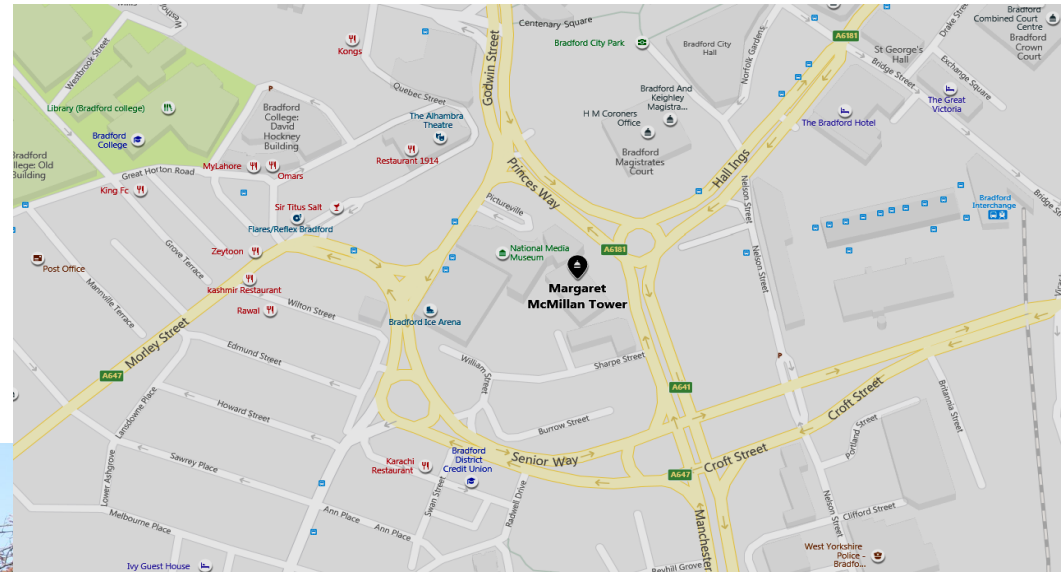 Westbrook Street
Kongs
Centenary Square
Bradford City Park
Bradford City
Hall
Norfolk Gardens
A6181
St George's
Hall
Drake Street
Bradford
Combined Court
Centre
Bradford
Crown
Court
Bridge Street
Exchange Square
Godwin Street
Quebec Street
Library (Bradford college)
P
Bradford
College:
David
Hockney
Building
The Alhambra
Theatre
H M Coroners
Office
Bradford And
Keighley
Magistra...
The Great
Victoria
The Bradford Hotel
Bradford
College
Bradford
llege: Old
Building
Great Horton Road
MyLahore
Omars
Restaurant 1914
Princes Way
Bradford
Magistrates
Court
Hall Ings
Nelson Street
King Fc
Sir Titus Salt
Flares/Reflex Bradford
Pictureville
Bradford
Interchange
Bridge Stre
Post Office
Grove Terrace
Zeytoon
National Media
Museum
A6181
Nelson Street
Mannville Terrace
kashmir Restaurant
Rawal
Wilton Street
Margaret
McMillan Tower
Bradford Ice Arena
Morley Street
Edmund Street
William Street
Sharpe Street
P
A647
Lansdowne Place
A641
Howard Street
Burrow Street
Croft Street
Britannia Street
Portland Street
Sawrey Place
Karachi
Restaurant
Bradford
District
Credit Union
Senior Way
Croft Street
A647
Lower Ashgrove
Swan Street
Radwell Drive
Nelson Street
Melbourne Place
Ann Place
Ann Place
Manchester
Clifford Street
West Yorkshire
Police -
Bradfo...
Ivy Guest House
Reyhill Grove